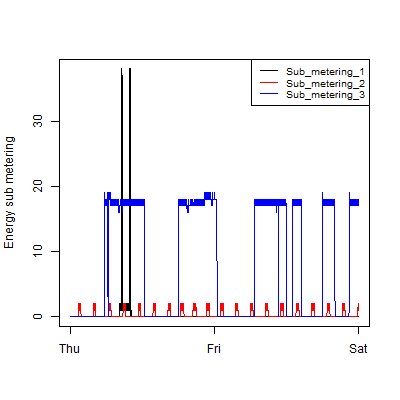 Sub_metering_1
Sub_metering_2
Sub_metering_3
Energy sub metering
30
20
10
0
Thu Fri Sat